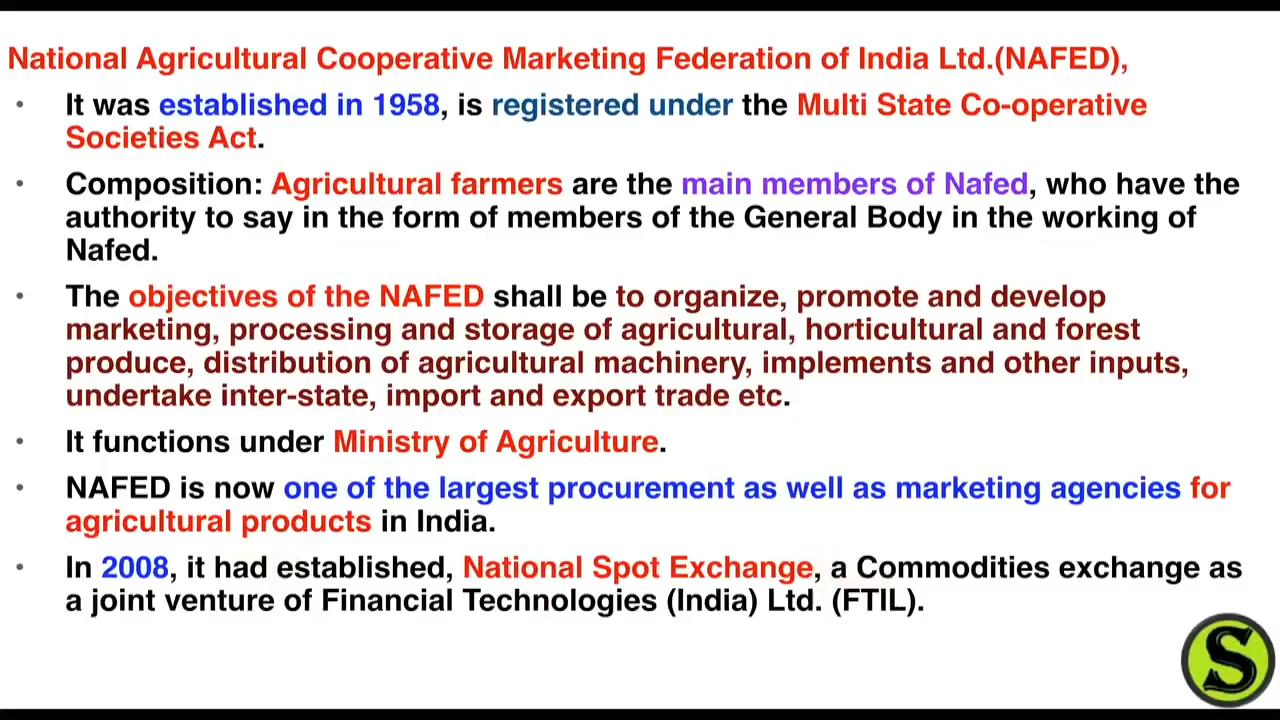 National Agricultural Cooperative Marketing Federation of India Ltd.(NAFED),
• It was established in 1958, is registered under the Multi State Co-operative
Societies Act.
• Composition: Agricultural farmers are the main members of Nafed, who have the
authority to say in the form of members of the General Body in the working of
Nafed.
• The objectives of the NAFED shall be to organize, promote and develop
marketing, processing and storage of agricultural, horticultural and forest
produce, distribution of agricultural machinery, implements and other inputs,
undertake inter-state, import and export trade etc.
• It functions under Ministry of Agriculture.
• NAFED is now one of the largest procurement as well as marketing agencies for
agricultural products in India.
• In 2008, it had established, National Spot Exchange, a Commodities exchange as
a joint venture of Financial Technologies (India) Ltd. (FTIL).
S